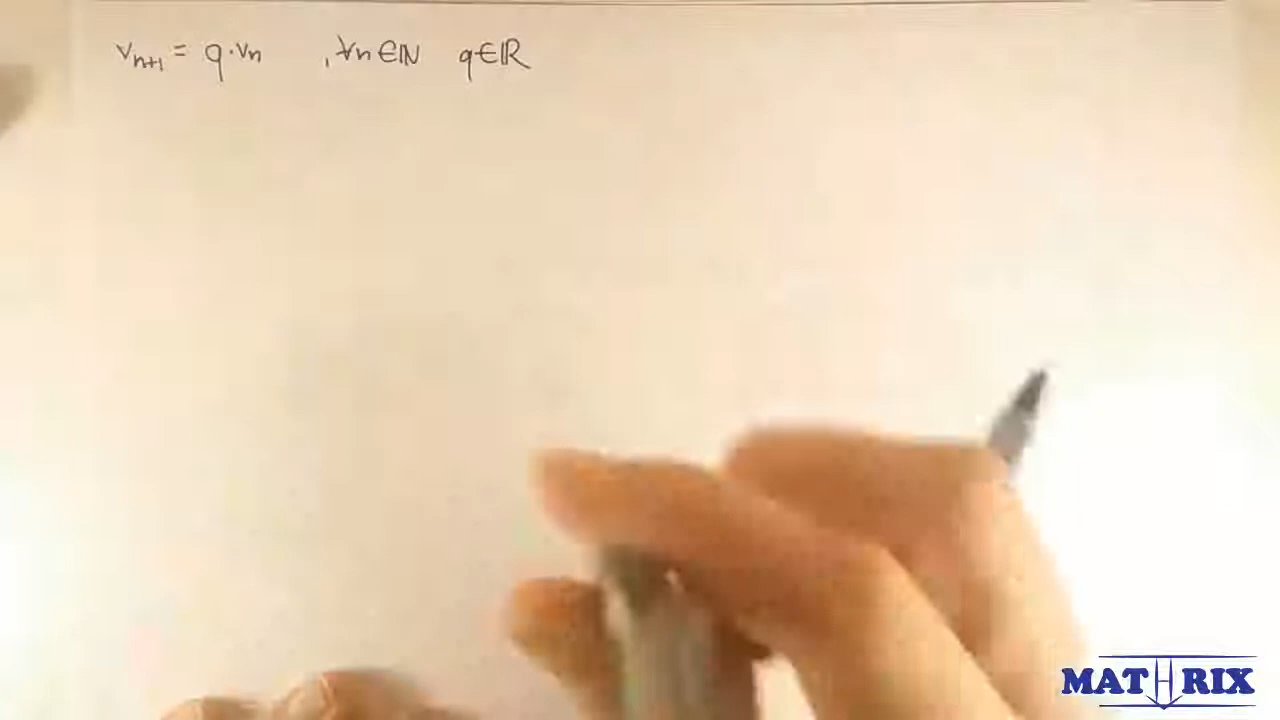 vₙ₊₁ = q·vₙ , ∀n∈ℕ q∈ℝ
MATHRIX